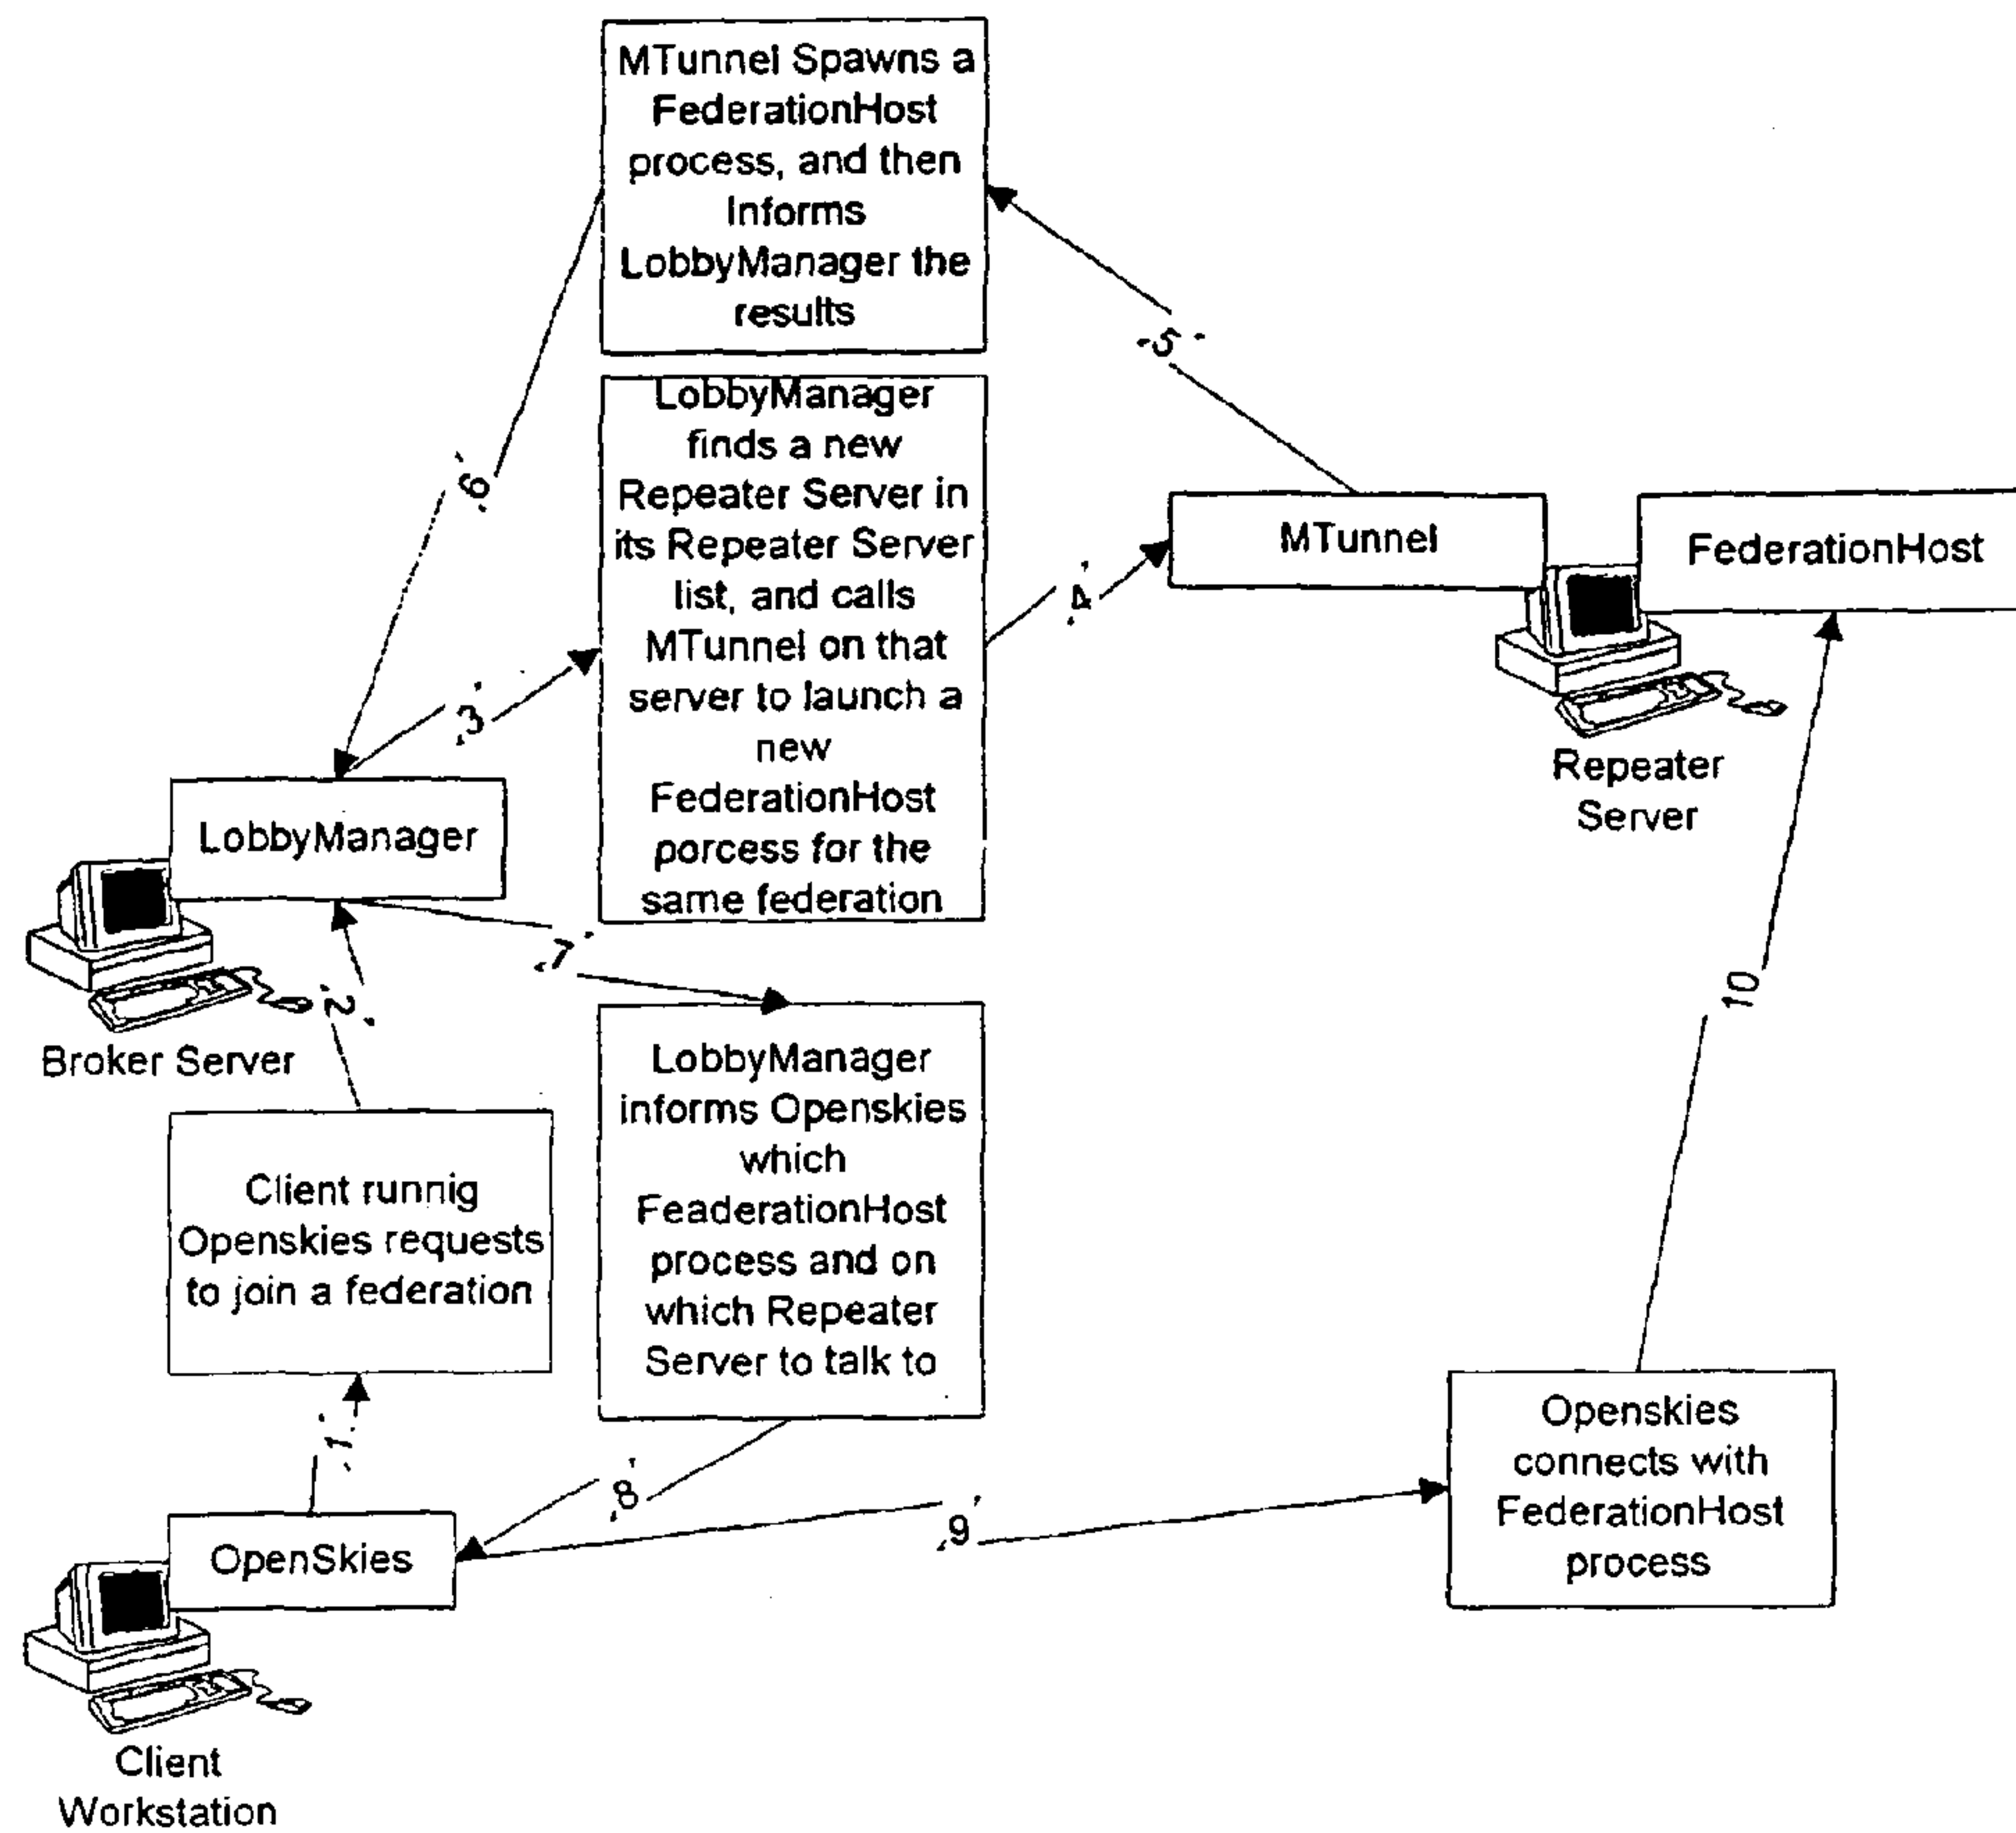 MTunnel Spawns a
FederationHost
process, and then
Informs
LobbyManager the
results
5
6
LobbyManager
finds a new
Repeater Server in
its Repeater Server
list, and calls
MTunnel on that
server to launch a
new
FederationHost
porcess for the
same federation
MTunnel
FederationHost
4
3
Repeater
Server
LobbyManager
7
10
2
Broker Server
LobbyManager
informs Openskies
which
FeaderationHost
process and on
which Repeater
Server to talk to
Client runnig
Openskies requests
to join a federation
Openskies
connects with
FederationHost
process
1
8
9
OpenSkies
Client
Workstation